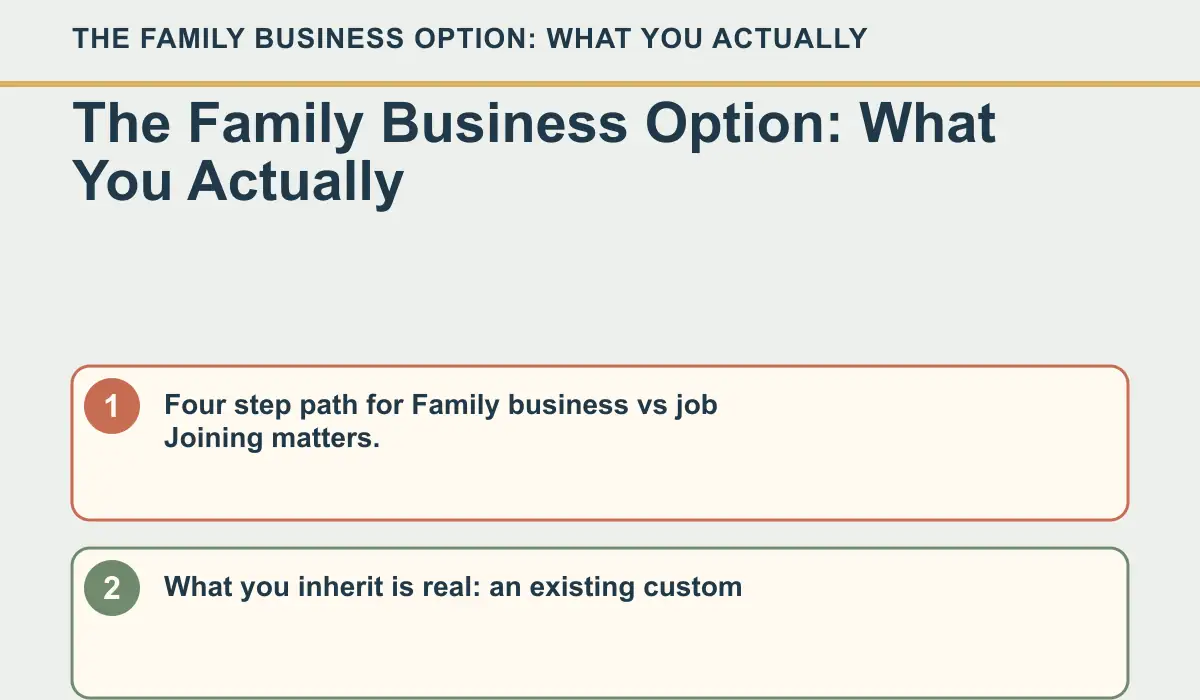 THE FAMILY BUSINESS OPTION: WHAT YOU ACTUALLY
The Family Business Option: What
You Actually
1
Four step path for Family business vs job
Joining matters.
2
What you inherit is real: an existing custom